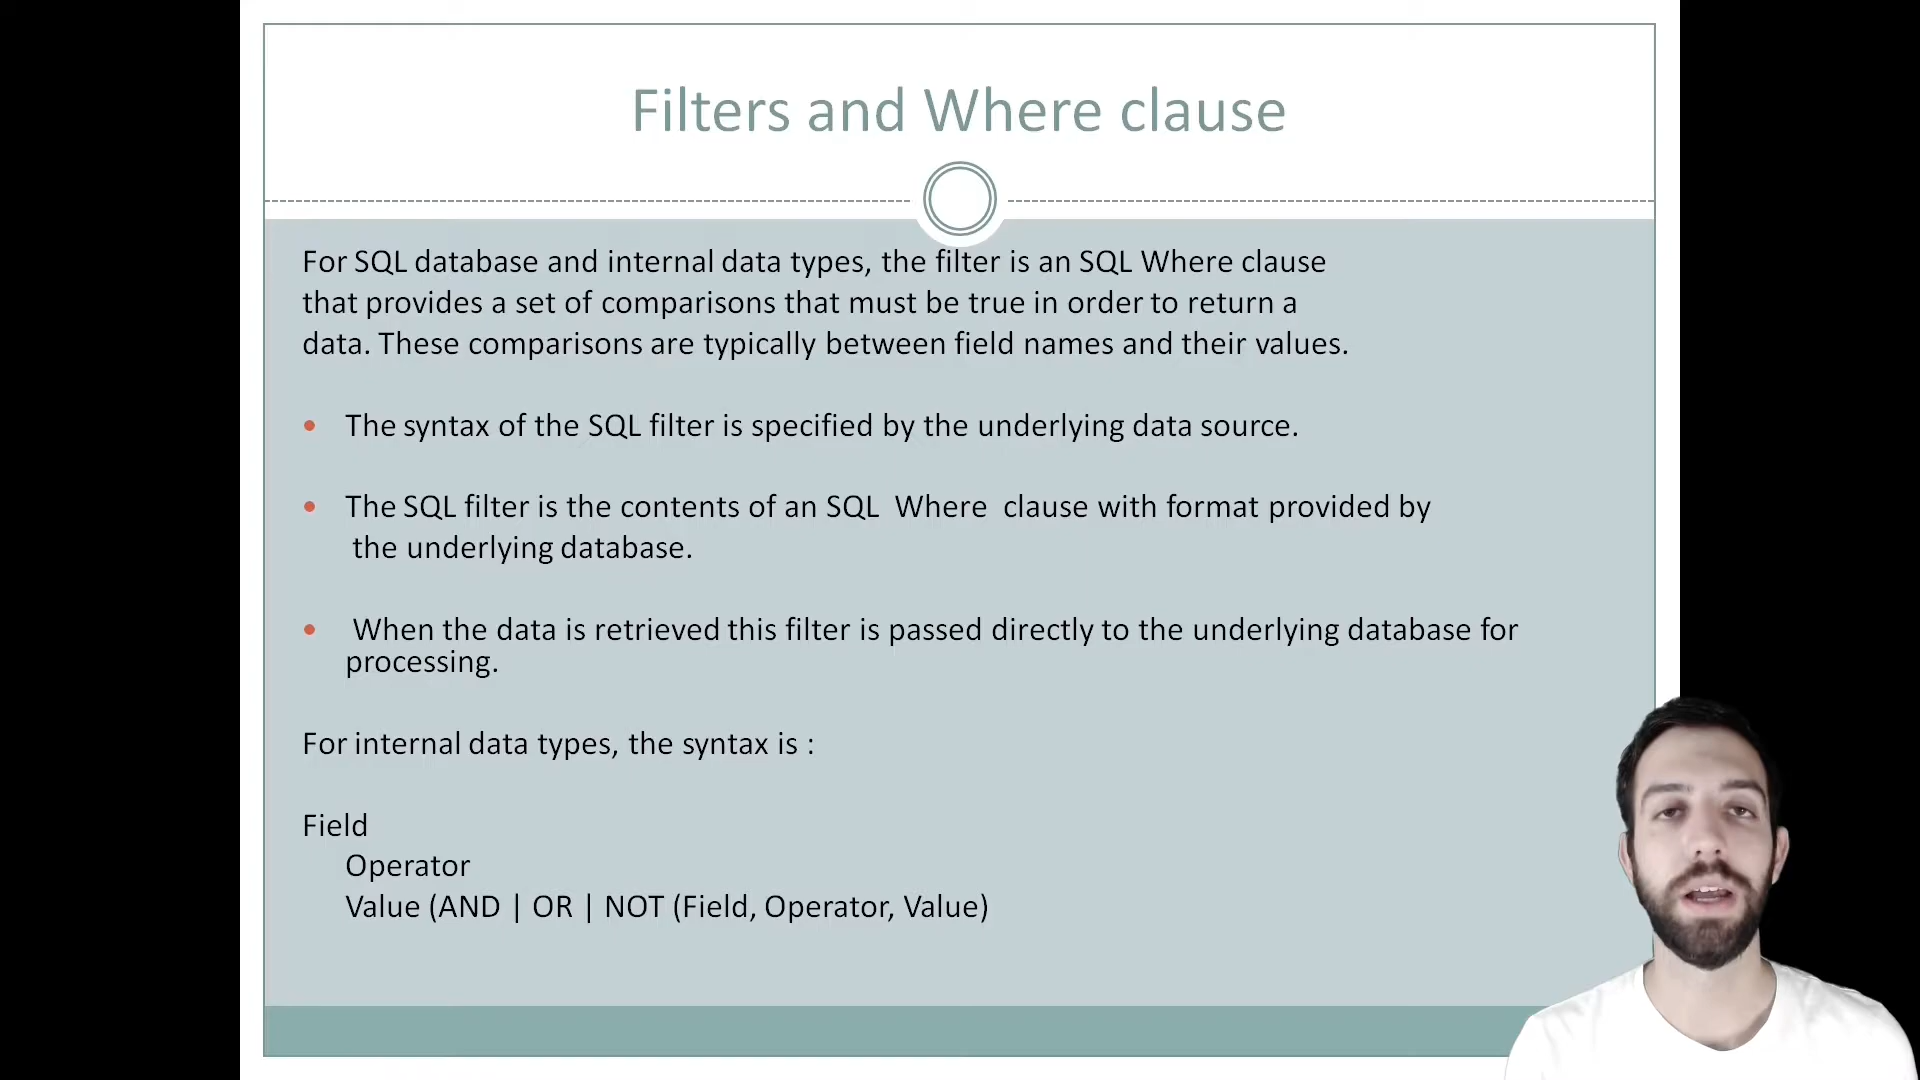 Filters and Where clause
For SQL database and internal data types, the filter is an SQL Where clause
that provides a set of comparisons that must be true in order to return a
data. These comparisons are typically between field names and their values.
• The syntax of the SQL filter is specified by the underlying data source.
• The SQL filter is the contents of an SQL Where clause with format provided by
the underlying database.
• When the data is retrieved this filter is passed directly to the underlying database for
processing.
For internal data types, the syntax is :
Field
Operator
Value (AND | OR | NOT (Field, Operator, Value)